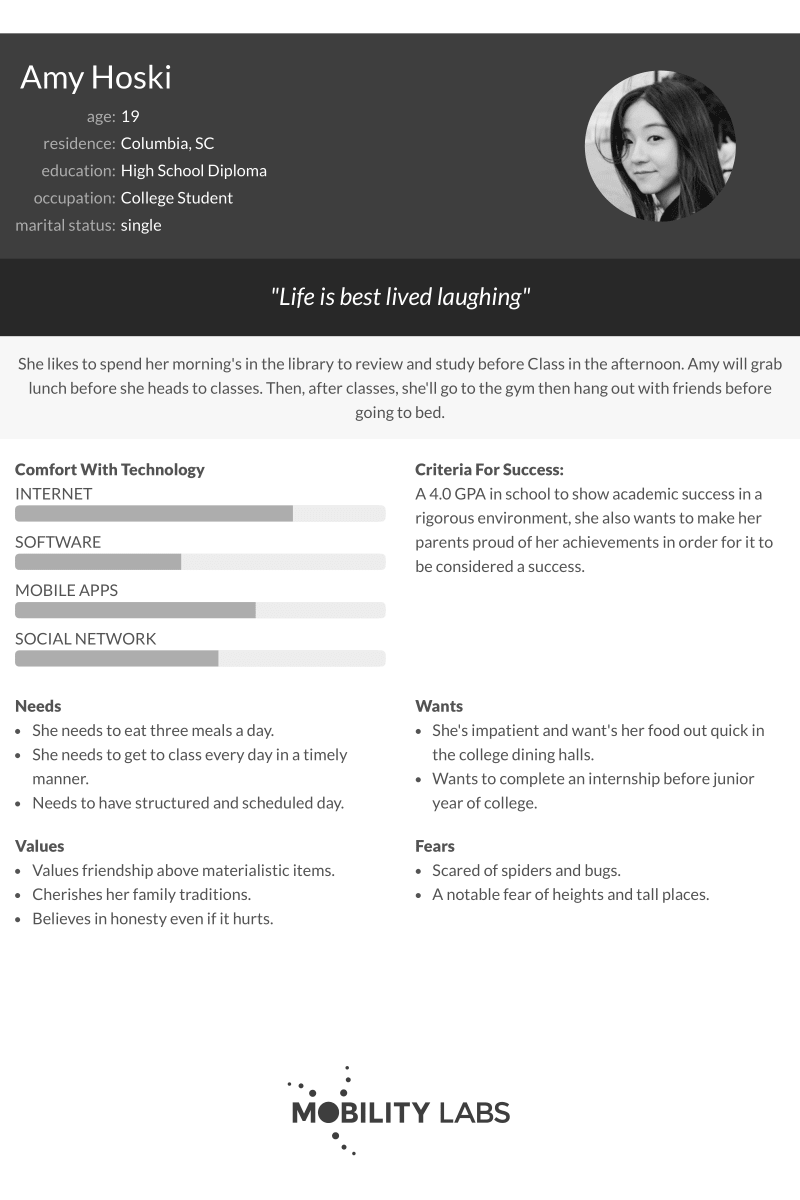 Amy Hoski
age: 19
residence: Columbia, SC
education: High School Diploma
occupation: College Student
marital status: single
"Life is best lived laughing"
She likes to spend her morning's in the library to review and study before Class in the afternoon. Amy will grab
lunch before she heads to classes. Then, after classes, she'll go to the gym then hang out with friends before
going to bed.
Comfort With Technology
INTERNET
SOFTWARE
MOBILE APPS
SOCIAL NETWORK
Criteria For Success:
A 4.0 GPA in school to show academic success in a
rigorous environment, she also wants to make her
parents proud of her achievements in order for it to
be considered a success.
Needs
• She needs to eat three meals a day.
• She needs to get to class every day in a timely
manner.
• Needs to have structured and scheduled day.
Wants
• She's impatient and want's her food out quick in
the college dining halls.
• Wants to complete an internship before junior
year of college.
Values
• Values friendship above materialistic items.
• Cherishes her family traditions.
• Believes in honesty even if it hurts.
Fears
• Scared of spiders and bugs.
• A notable fear of heights and tall places.
MOBILITY LABS